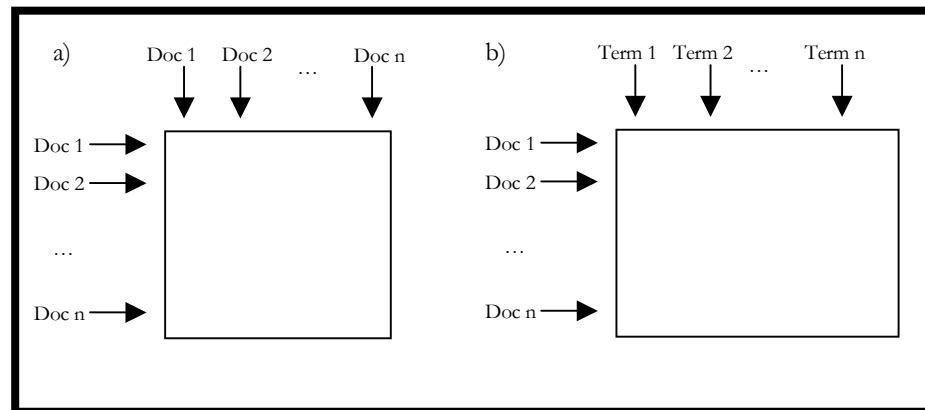 a)
Doc 1 Doc 2 … Doc n
Doc 1
Doc 2
…
Doc n
b)
Term 1 Term 2 … Term n
Doc 1
Doc 2
…
Doc n